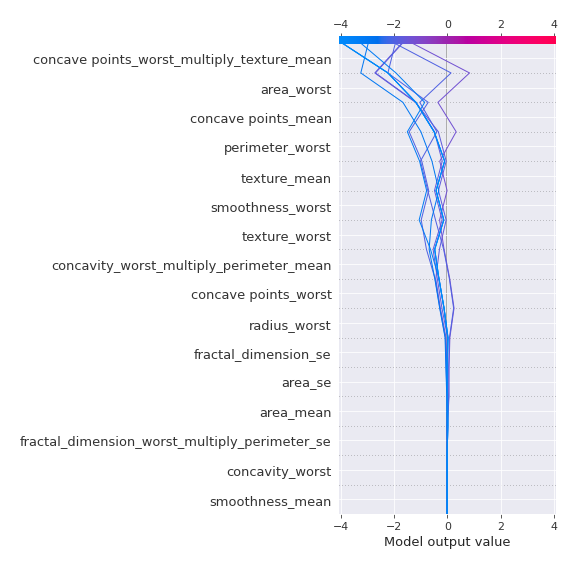 −4 −2 0 2 4
concave points_worst_multiply_texture_mean
area_worst
concave points_mean
perimeter_worst
texture_mean
smoothness_worst
texture_worst
concavity_worst_multiply_perimeter_mean
concave points_worst
radius_worst
fractal_dimension_se
area_se
area_mean
fractal_dimension_worst_multiply_perimeter_se
concavity_worst
smoothness_mean
−4 −2 0 2 4
Model output value